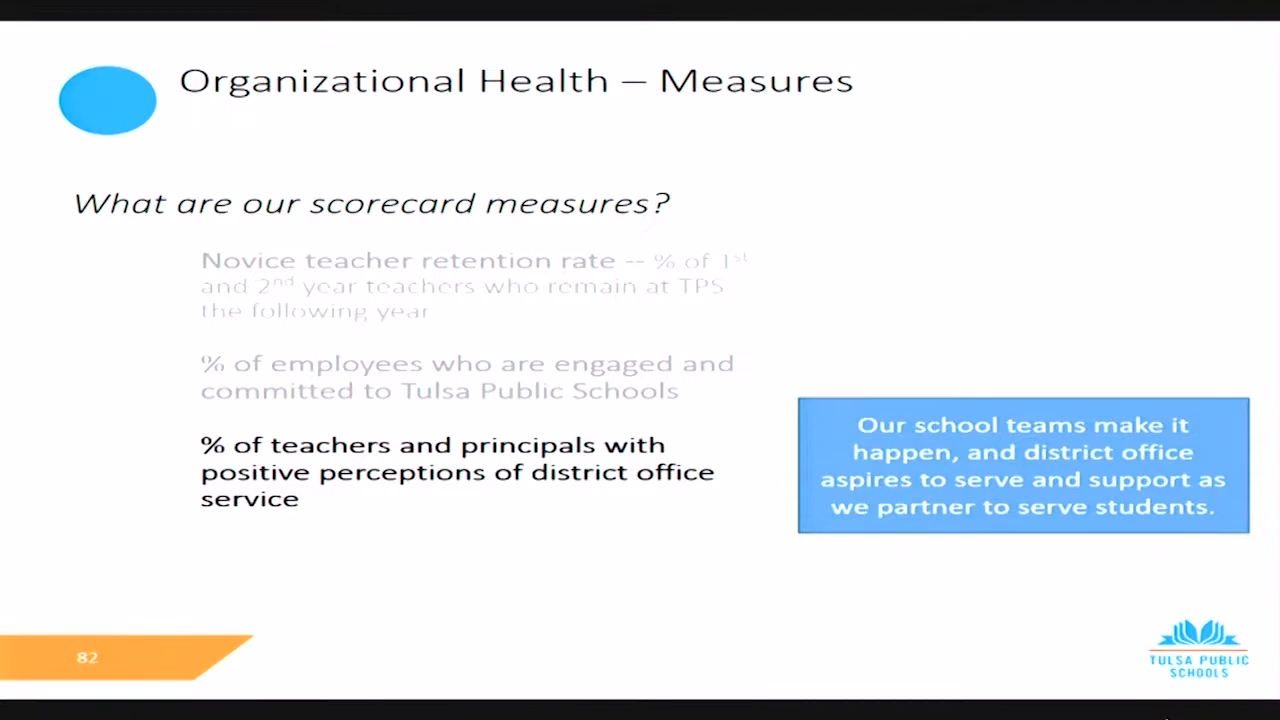 Organizational Health – Measures
What are our scorecard measures?
Novice teacher retention rate -- % of 1st
and 2nd year teachers who remain at TPS
the following year
% of employees who are engaged and
committed to Tulsa Public Schools
% of teachers and principals with
positive perceptions of district office
service
Our school teams make it
happen, and district office
aspires to serve and support as
we partner to serve students.
82
TULSA PUBLIC
SCHOOLS